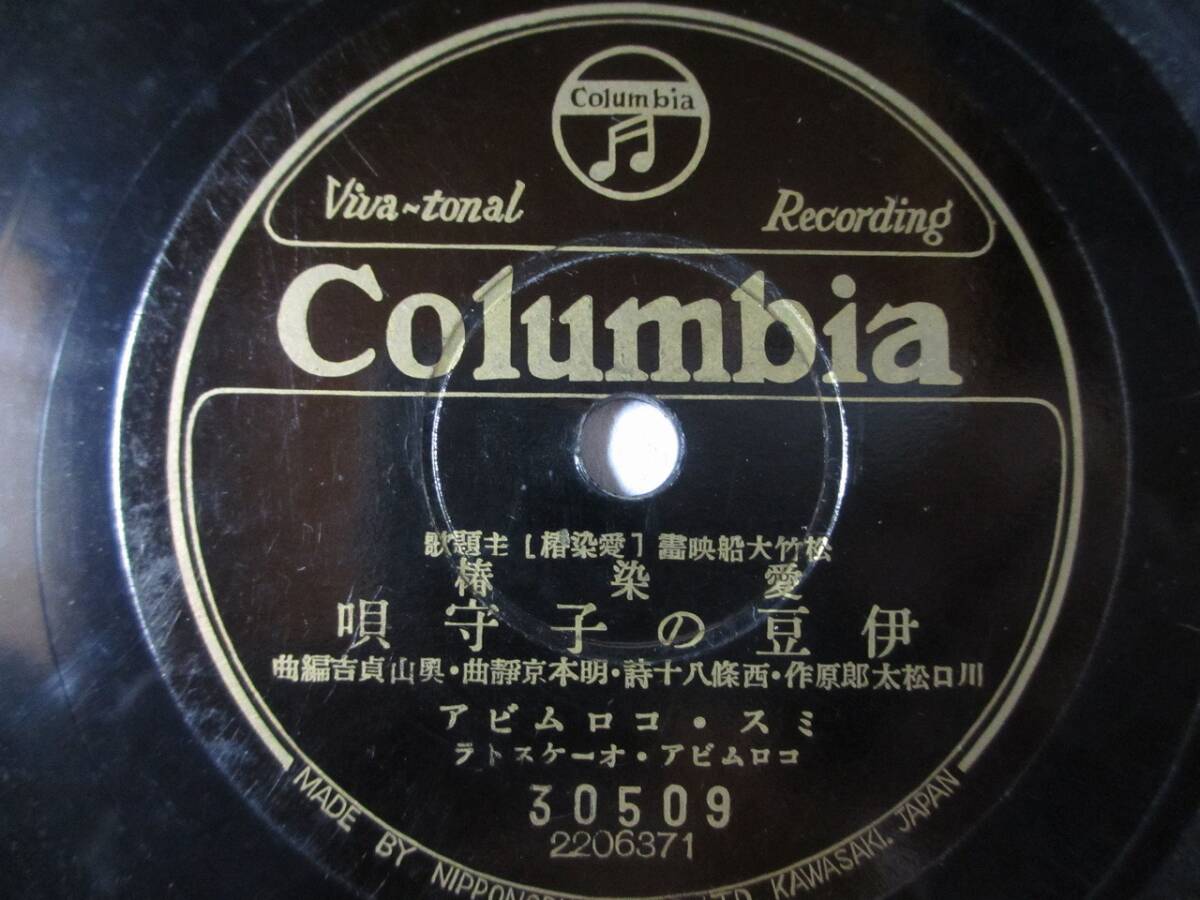 Columbia
Viva~tonal Recording
Columbia
松竹大船映畫［愛染椿］主題歌
愛染椿
伊豆の子守唄
川口松太郎原作・西條八十詩・明本京靜曲・奥山貞吉編曲
ミス・コロムビア
コロムビア・オーケストラ
30509
2206371
MADE BY NIPPONO LTD. KAWASAKI. JAPAN